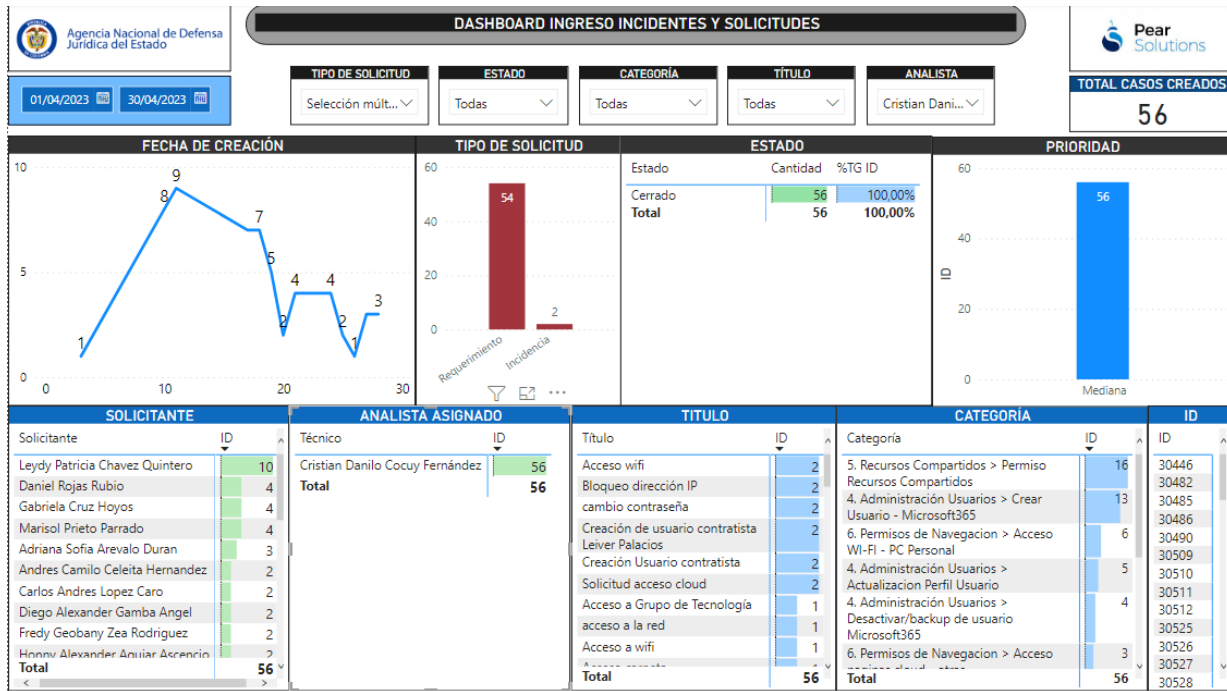 Agencia Nacional de Defensa
Jurídica del Estado
DASHBOARD INGRESO INCIDENTES Y SOLICITUDES
Pear
Solutions
01/04/2023
30/04/2023
TIPO DE SOLICITUD
Selección múlt...
ESTADO
Todas
CATEGORÍA
Todas
TÍTULO
Todas
ANALISTA
Cristian Dani...
TOTAL CASOS CREADOS
56
FECHA DE CREACIÓN
10
5
0
0
10
20
30
1
8
9
7
5
2
4
4
2
1
3
TIPO DE SOLICITUD
60
40
20
0
54
2
Requerimiento
Incidencia
ESTADO
Estado Cantidad %TG ID
Cerrado 56 100,00%
Total 56 100,00%
PRIORIDAD
60
40
20
0
ID
56
Mediana
SOLICITANTE
Solicitante ID
Leydy Patricia Chavez Quintero 10
Daniel Rojas Rubio 4
Gabriela Cruz Hoyos 4
Marisol Prieto Parrado 4
Adriana Sofia Arevalo Duran 3
Andres Camilo Celeita Hernandez 2
Carlos Andres Lopez Caro 2
Diego Alexander Gamba Angel 2
Fredy Geobany Zea Rodriguez 2
Honny Alexander Aguiar Ascencio 2
Total 56
ANALISTA ASIGNADO
Técnico ID
Cristian Danilo Cocuy Fernández 56
Total 56
TITULO
Título ID
Acceso wifi 2
Bloqueo dirección IP 2
cambio contraseña 2
Creación de usuario contratista 2
Leiver Palacios
Creación Usuario contratista 2
Solicitud acceso cloud 2
Acceso a Grupo de Tecnología 1
acceso a la red 1
Acceso a wifi 1
Total 56
CATEGORÍA
Categoría ID
5. Recursos Compartidos > Permiso 16
Recursos Compartidos
4. Administración Usuarios > Crear 13
Usuario - Microsoft365
6. Permisos de Navegacion > Acceso 6
WI-FI - PC Personal
4. Administración Usuarios > 5
Actualizacion Perfil Usuario
4. Administración Usuarios > 4
Desactivar/backup de usuario
Microsoft365
6. Permisos de Navegacion > Acceso 3
Total 56
ID
ID
30446
30482
30485
30486
30490
30509
30510
30511
30512
30525
30526
30527
30528